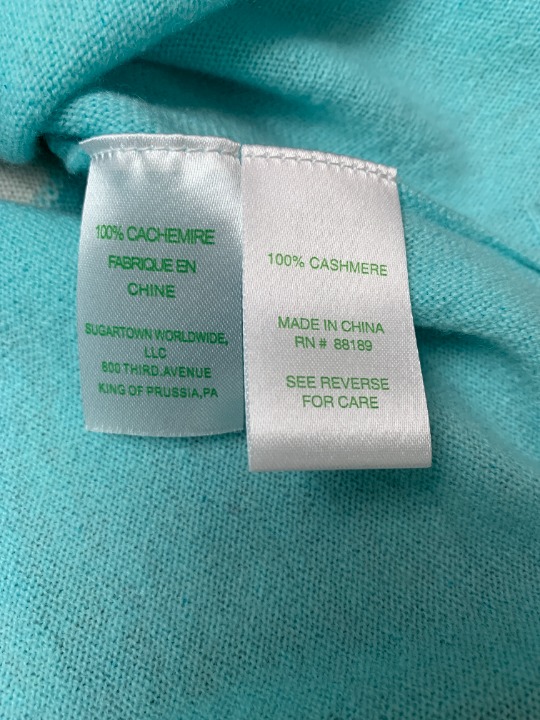 100% CACHEMIRE
FABRIQUE EN
CHINE
SUGARTOWN WORLDWIDE,
LLC
800 THIRD.AVENUE
KING OF PRUSSIA,PA
100% CASHMERE
MADE IN CHINA
RN # 88189
SEE REVERSE
FOR CARE